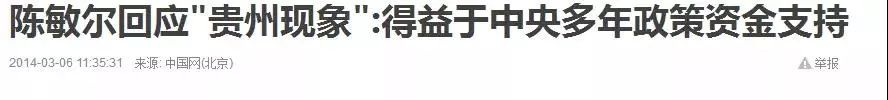 陈敏尔回应"贵州现象":得益于中央多年政策资金支持
2014-03-06 11:35:31 来源: 中国网(北京) 举报